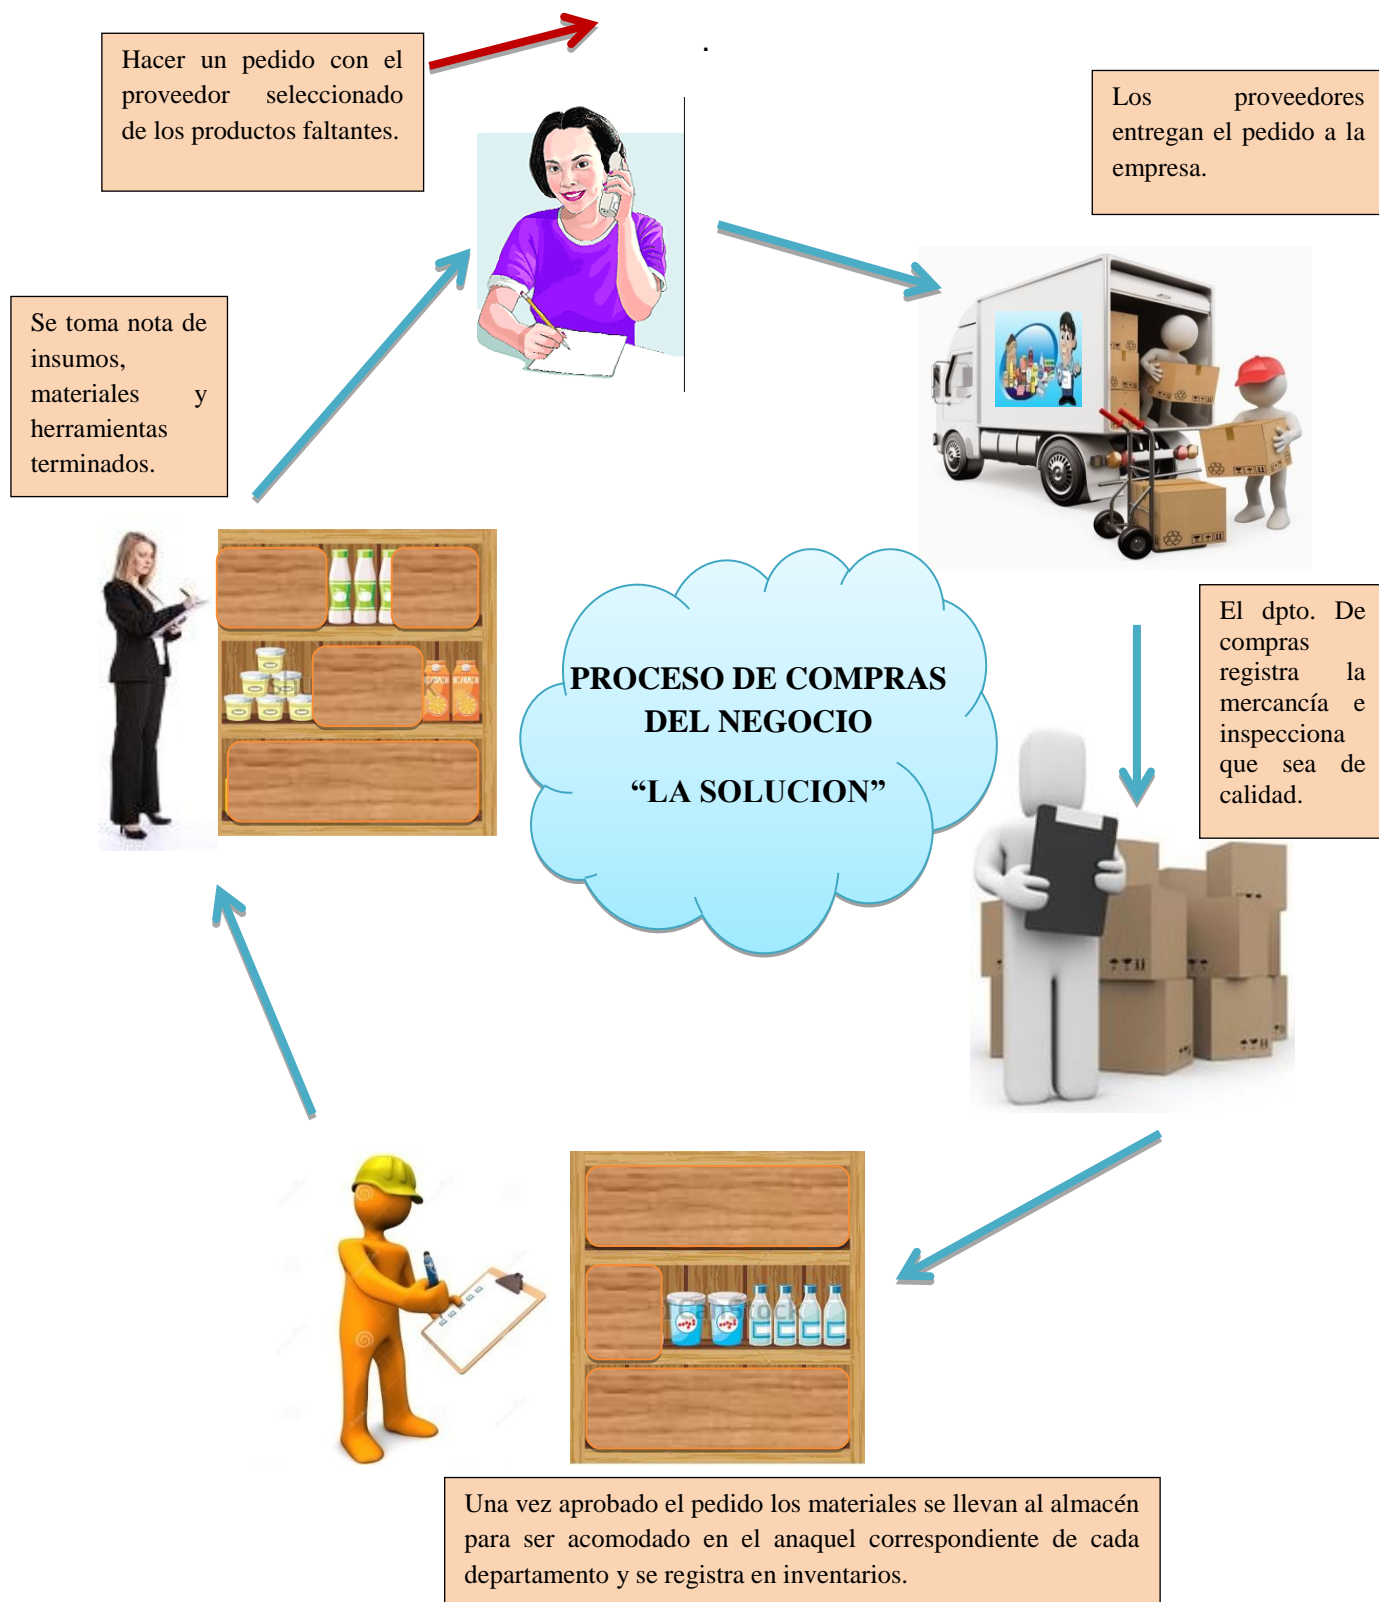 Hacer un pedido con el
proveedor seleccionado
de los productos faltantes.
.
Los proveedores
entregan el pedido a la
empresa.
Se toma nota de
insumos,
materiales y
herramientas
terminados.
PROCESO DE COMPRAS
DEL NEGOCIO
“LA SOLUCION”
El dpto. De
compras
registra la
mercancía e
inspecciona
que sea de
calidad.
Una vez aprobado el pedido los materiales se llevan al almacén
para ser acomodado en el anaquel correspondiente de cada
departamento y se registra en inventarios.